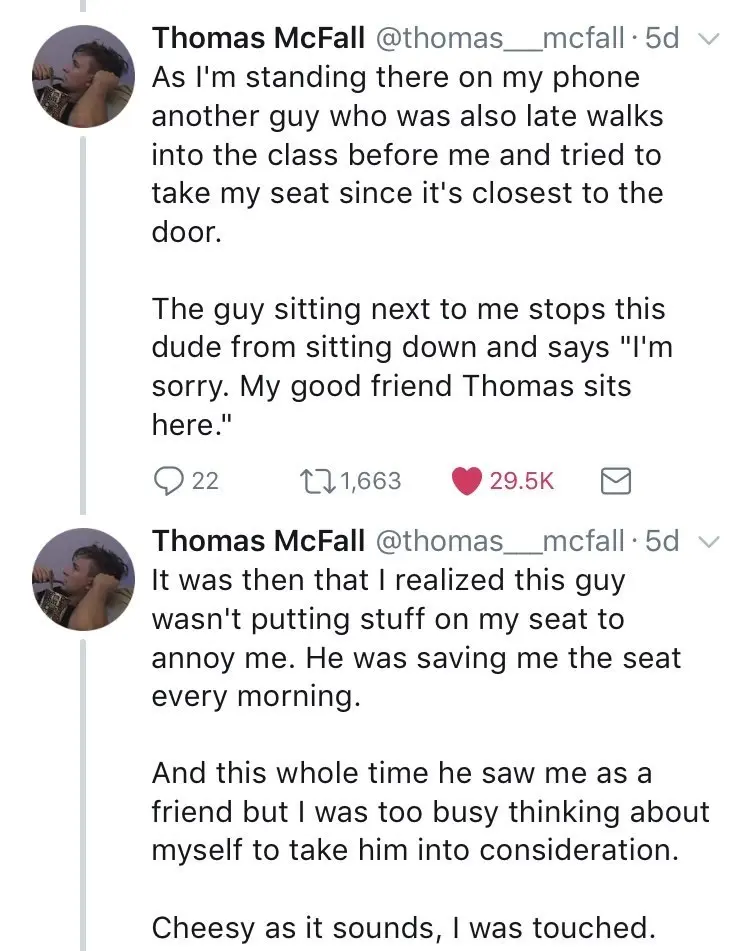 Thomas McFall @thomas__mcfall · 5d
As I'm standing there on my phone
another guy who was also late walks
into the class before me and tried to
take my seat since it's closest to the
door.
The guy sitting next to me stops this
dude from sitting down and says "I'm
sorry. My good friend Thomas sits
here."
22 1,663 29.5K
Thomas McFall @thomas__mcfall · 5d
It was then that I realized this guy
wasn't putting stuff on my seat to
annoy me. He was saving me the seat
every morning.
And this whole time he saw me as a
friend but I was too busy thinking about
myself to take him into consideration.
Cheesy as it sounds, I was touched.